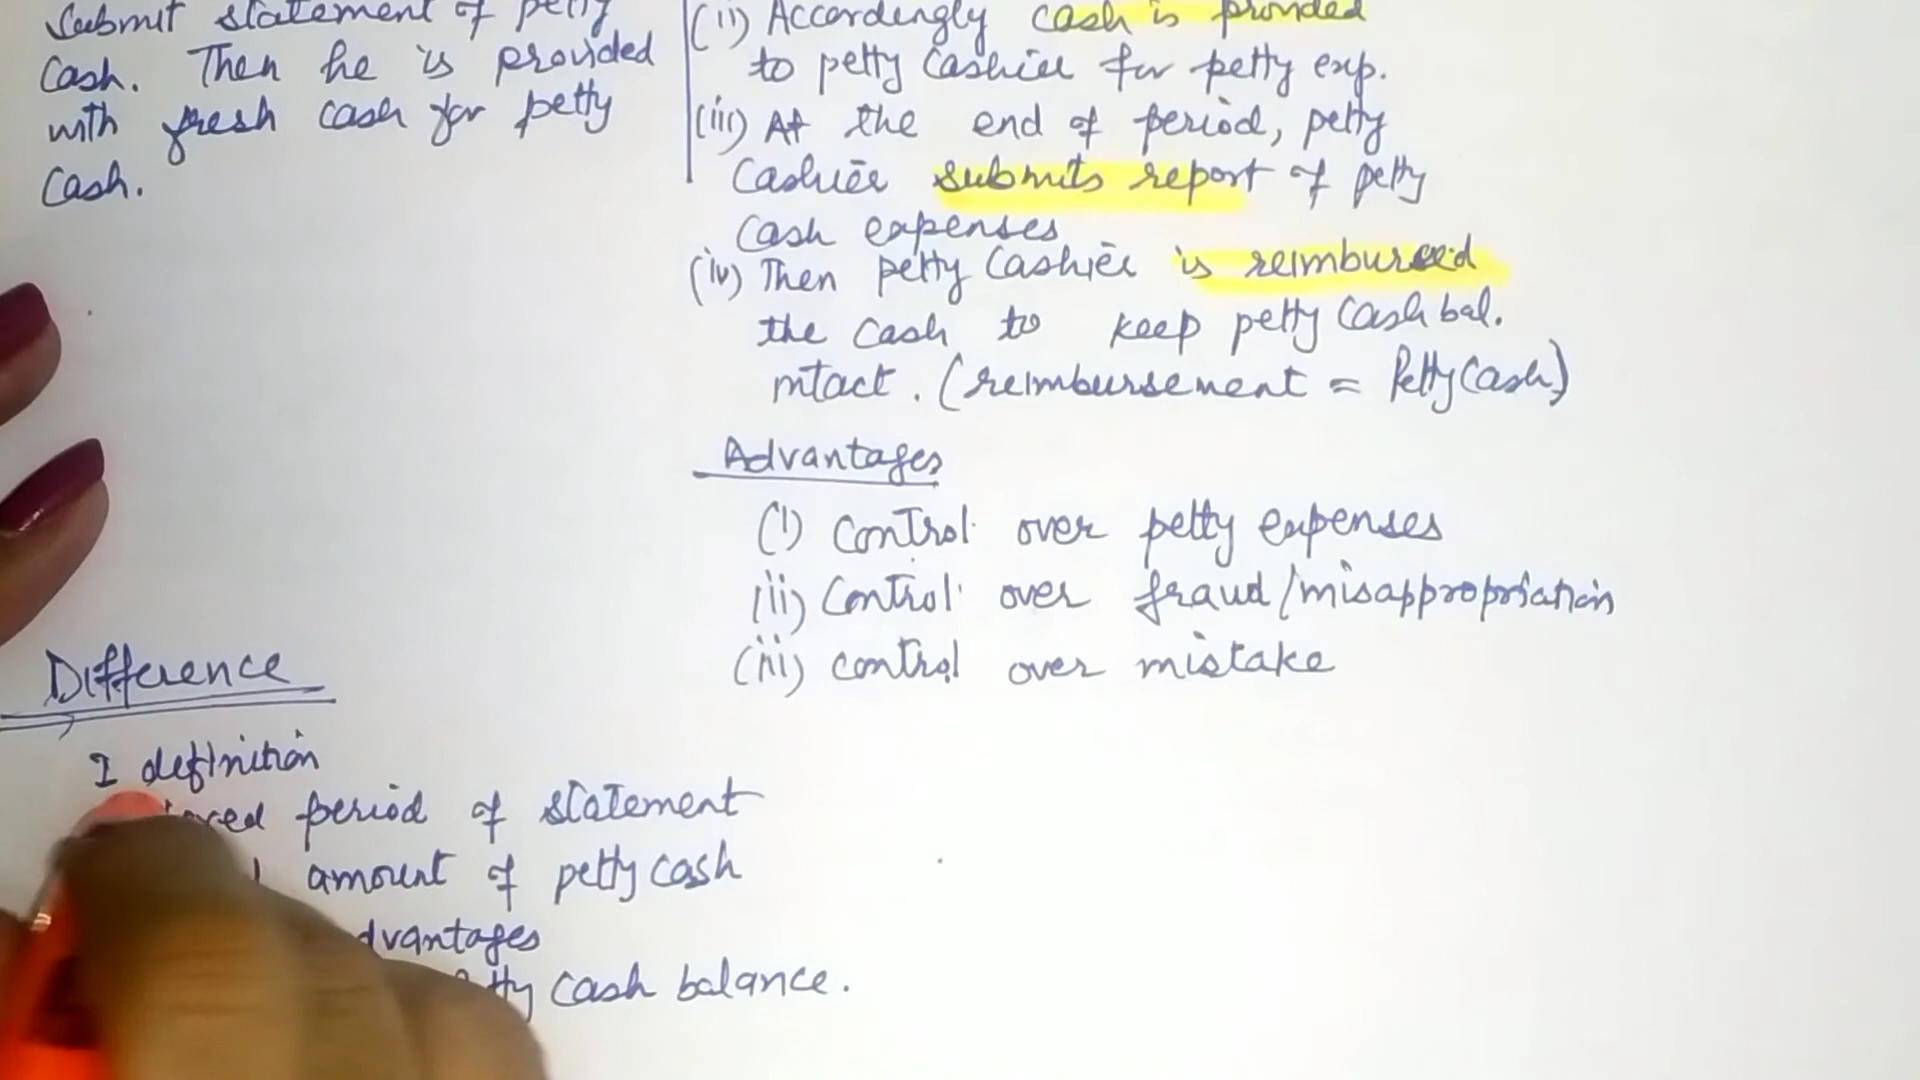 Submit statement of petty
Cash. Then he is provided
with fresh cash for petty
Cash.
(ii) Accordingly cash is provided
to petty Cashier for petty exp.
(iii) At the end of period, petty
Cashier submits report of petty
Cash expenses
(iv) Then petty Cashier is reimbursed
the cash to keep petty Cash bal.
intact. (reimbursement = Petty Cash)
Advantages
(i) Control over petty expenses
(ii) Control over fraud/misappropriation
(iii) control over mistake
Difference
I definition
period of statement
amount of petty cash
dvantages
tty cash balance.